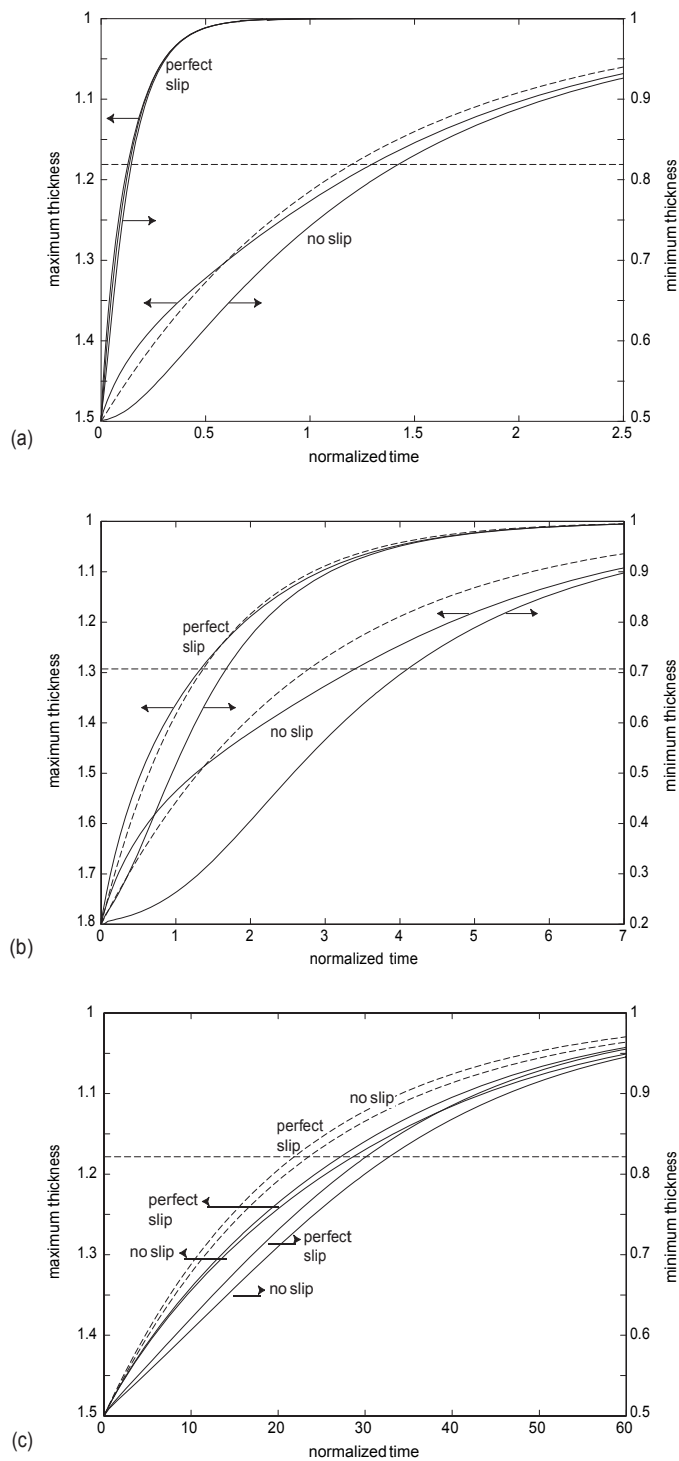 1
1
perfect
slip
1.1
0.9
maximum thickness
minimum thickness
1.2
0.8
no slip
1.3
0.7
1.4
0.6
1.5
0.5
0
0.5
1
1.5
2
2.5
(a)
normalized time
1
1
1.1
0.9
1.2
0.8
perfect
slip
1.3
0.7
maximum thickness
minimum thickness
1.4
0.6
no slip
1.5
0.5
1.6
0.4
1.7
0.3
1.8
0.2
0
1
2
3
4
5
6
7
(b)
normalized time
1
1
no slip
1.1
0.9
perfect
slip
maximum thickness
minimum thickness
1.2
0.8
perfect
slip
no slip
perfect
slip
1.3
0.7
no slip
1.4
0.6
1.5
0.5
0
10
20
30
40
50
60
(c)
normalized time